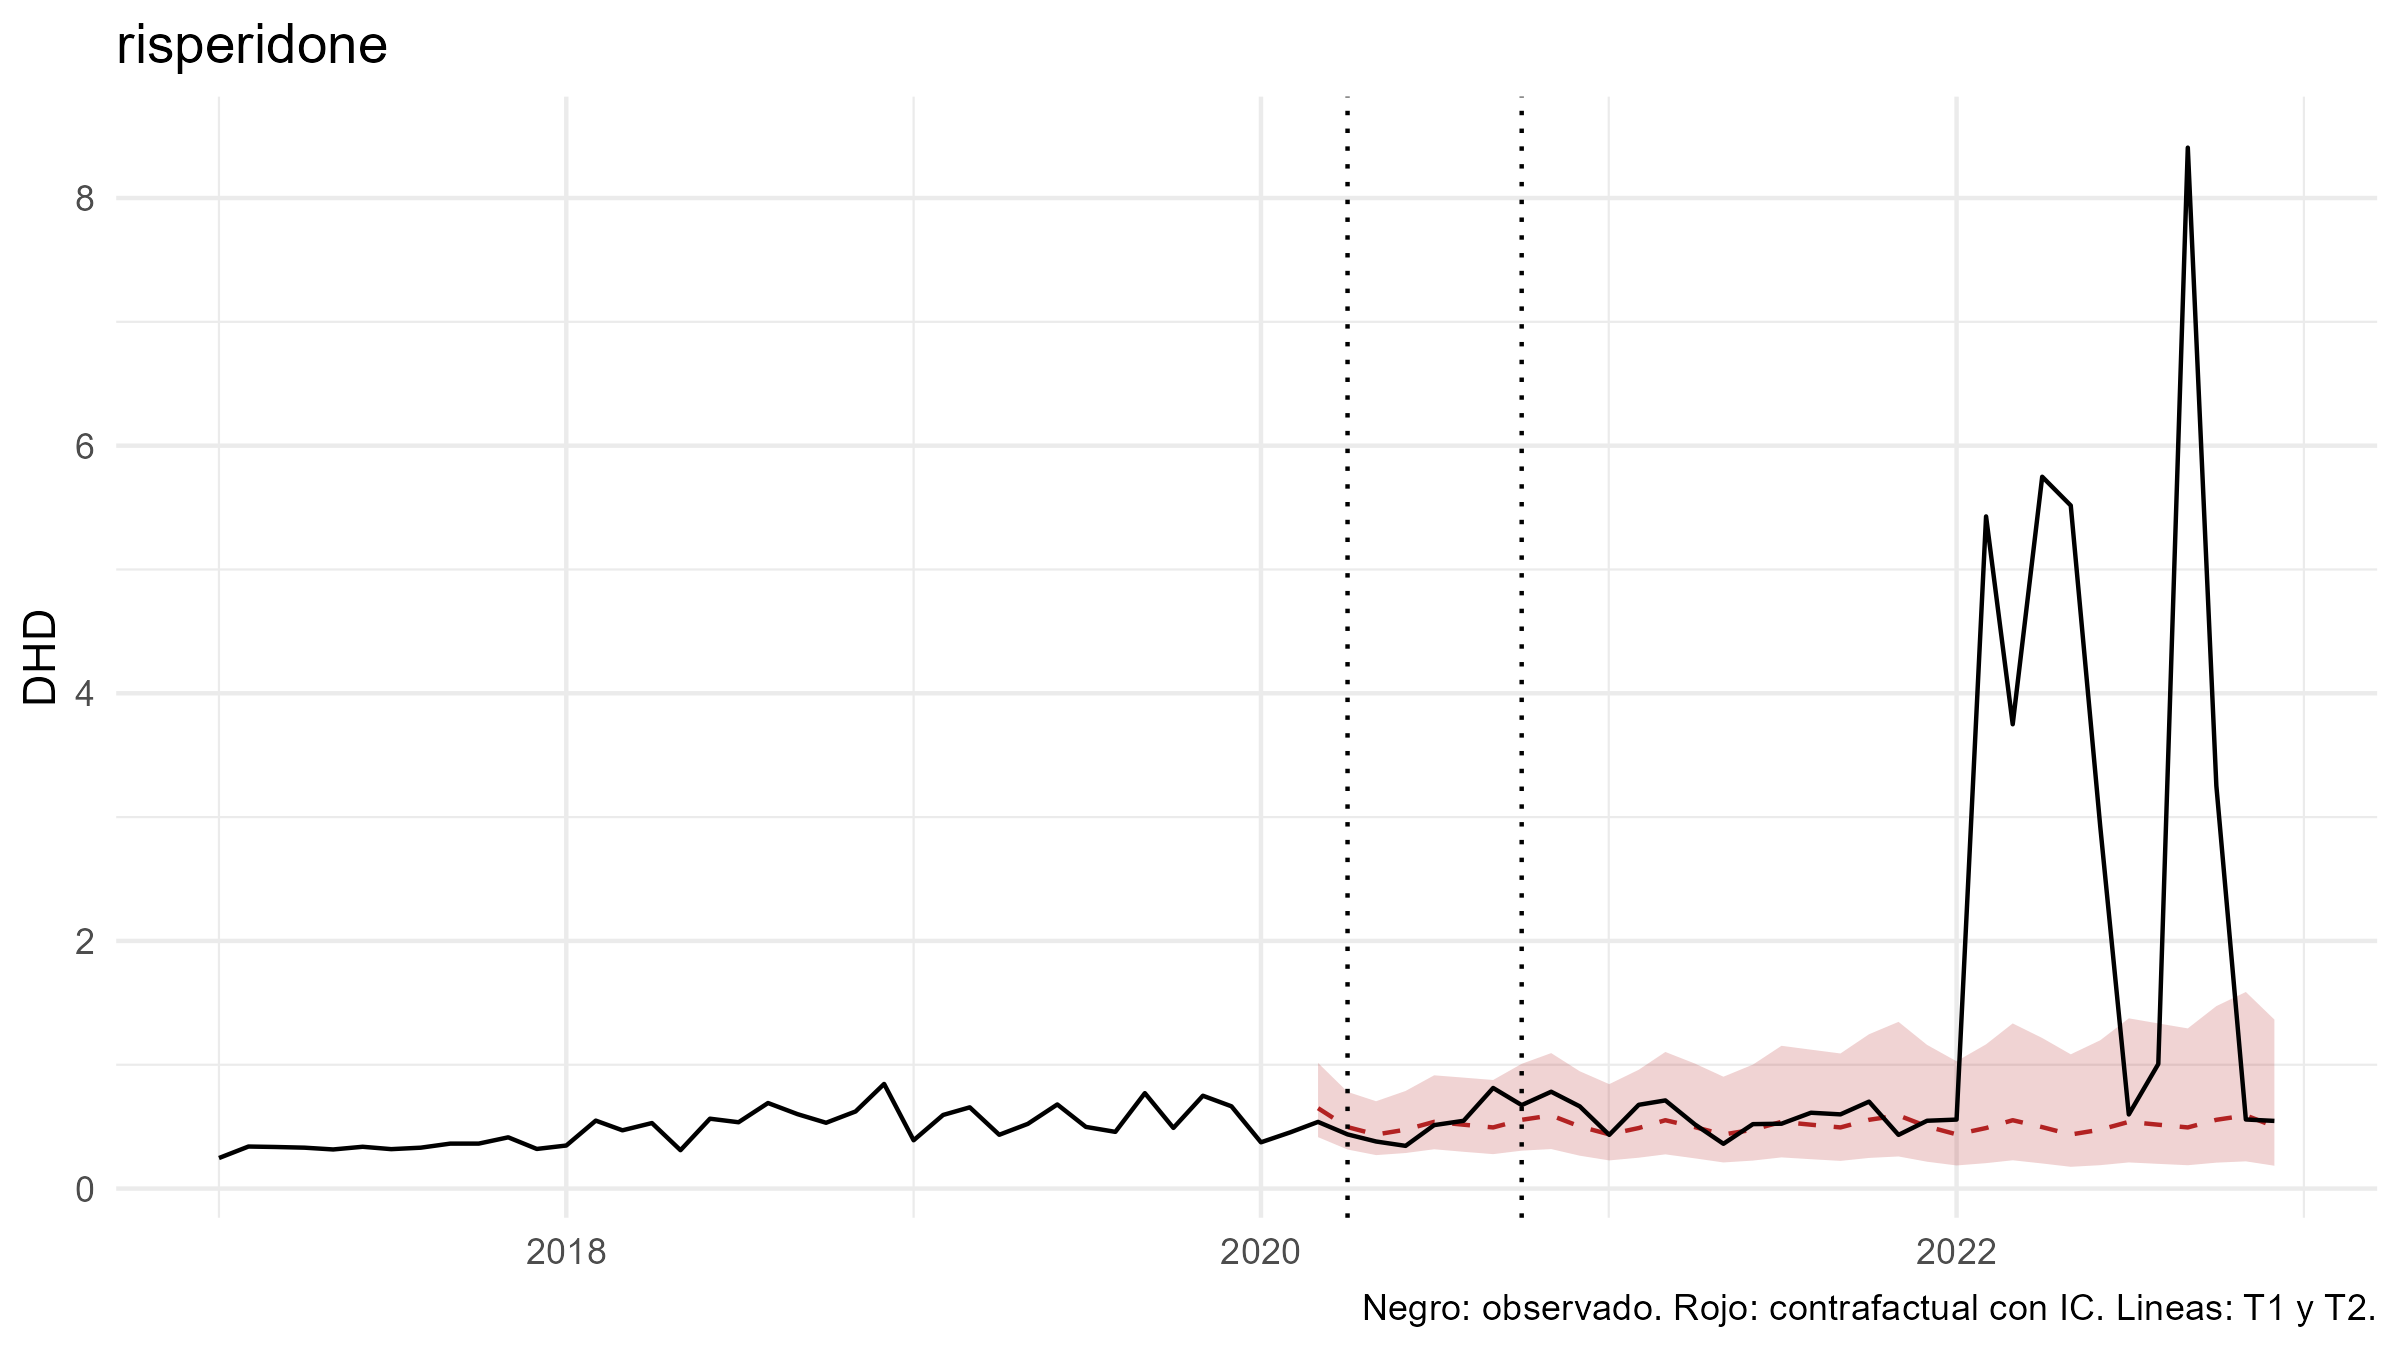 risperidone
DHD
8
6
4
2
0
2018 2020 2022
Negro: observado. Rojo: contrafactual con IC. Lineas: T1 y T2.